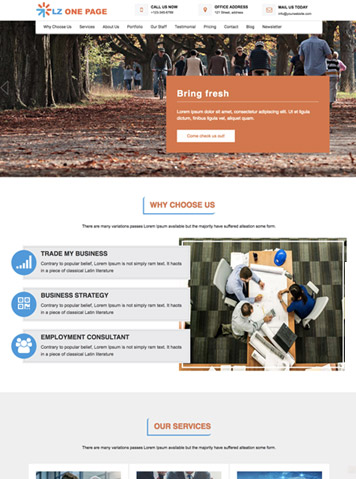 LZ ONE PAGE
CALL US NOW
+123-345-6789
OFFICE ADDRESS
121 Street, address
MAIL US TODAY
info@yourwebsite.com
Why Choose Us Services About Us Portfolio Our Staff Testimonial Pricing Contact Blog Newsletter
Bring fresh
Lorem ipsum dolor sit amet, consectetur adipiscing elit. Ut et ligula
dictum, finibus ligula vel, egestas quam.
Come check us out!
WHY CHOOSE US
There are many variations passes Lorem Ipsum available but the majority have suffered alteation some form.
TRADE MY BUSINESS
Contrary to popular belief, Lorem Ipsum is not simply ram text. It hacts
in a piece of classical Latin literature
BUSINESS STRATEGY
Contrary to popular belief, Lorem Ipsum is not simply ram text. It hacts
in a piece of classical Latin literature
EMPLOYMENT CONSULTANT
Contrary to popular belief, Lorem Ipsum is not simply ram text. It hacts
in a piece of classical Latin literature
OUR SERVICES
There are many variations passes Lorem Ipsum available but the majority have suffered alteation some form.